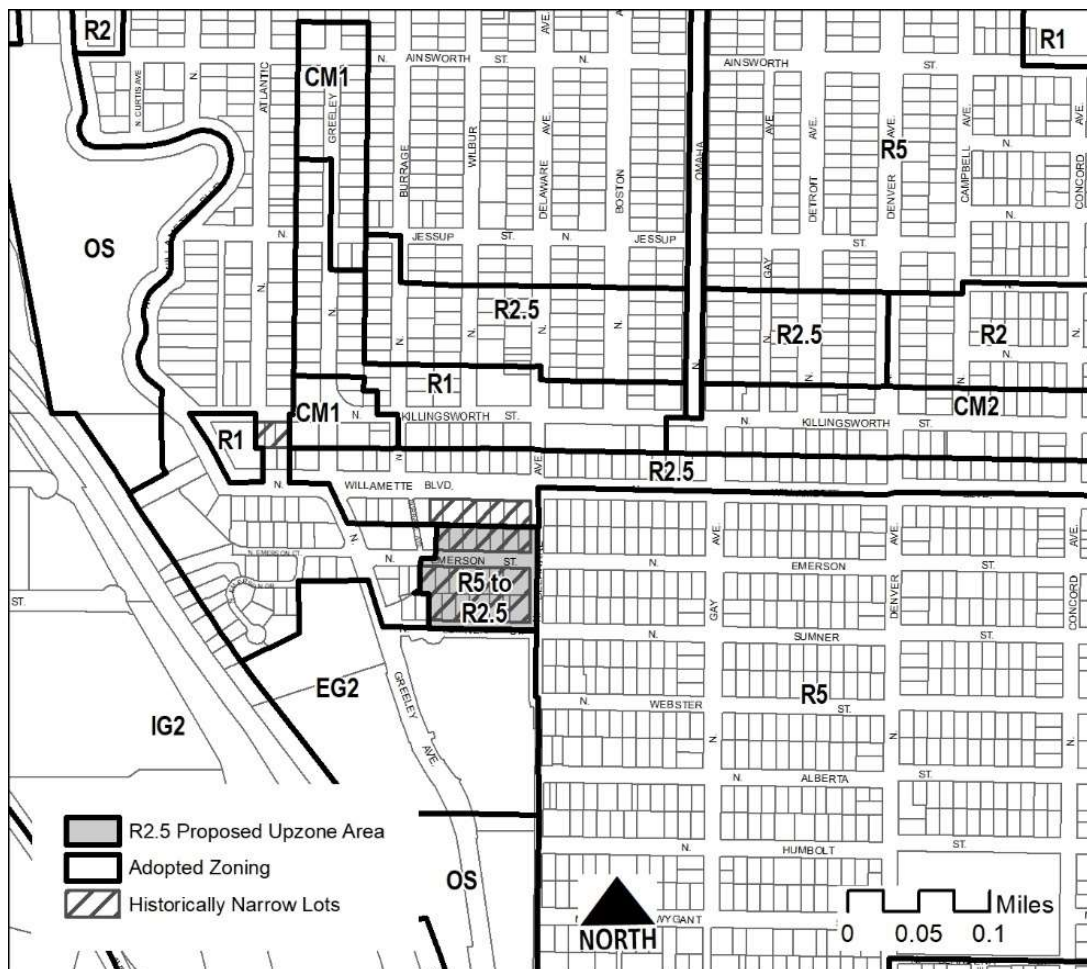 R2
R1
CM1
N. AINSWORTH ST.
AINSWORTH ST.
N. CURTIS AVE
N. ATLANTIC
GREELEY
N. BURRAGE
N. WILBUR
N. DELAWARE AVE.
N. BOSTON
N. OMAHA
AVE.
DETROIT AVE.
DENVER AVE.
CAMPBELL AVE.
CONCORD AVE.
R5
OS
N. JESSUP ST. N. JESSUP
ST.
GAY
R2.5
R2.5
R2
R1
CM1
N. KILLINGSWORTH ST.
N. KILLINGSWORTH ST.
CM2
R1
R2.5
N. WILLAMETTE BLVD.
N. EMERSON CT.
N. EMERSON ST.
N. EMERSON ST.
R5 to
R2.5
GAY AVE.
DENVER AVE.
CONCORD AVE.
ST.
N. SUMNER ST.
EG2
IG2
GREELEY AVE.
R5
N. WEBSTER ST.
N. ALBERTA ST.
N. HUMBOLT ST.
OS
WYGANT
R2.5 Proposed Upzone Area
Adopted Zoning
Historically Narrow Lots
NORTH
Miles
0 0.05 0.1